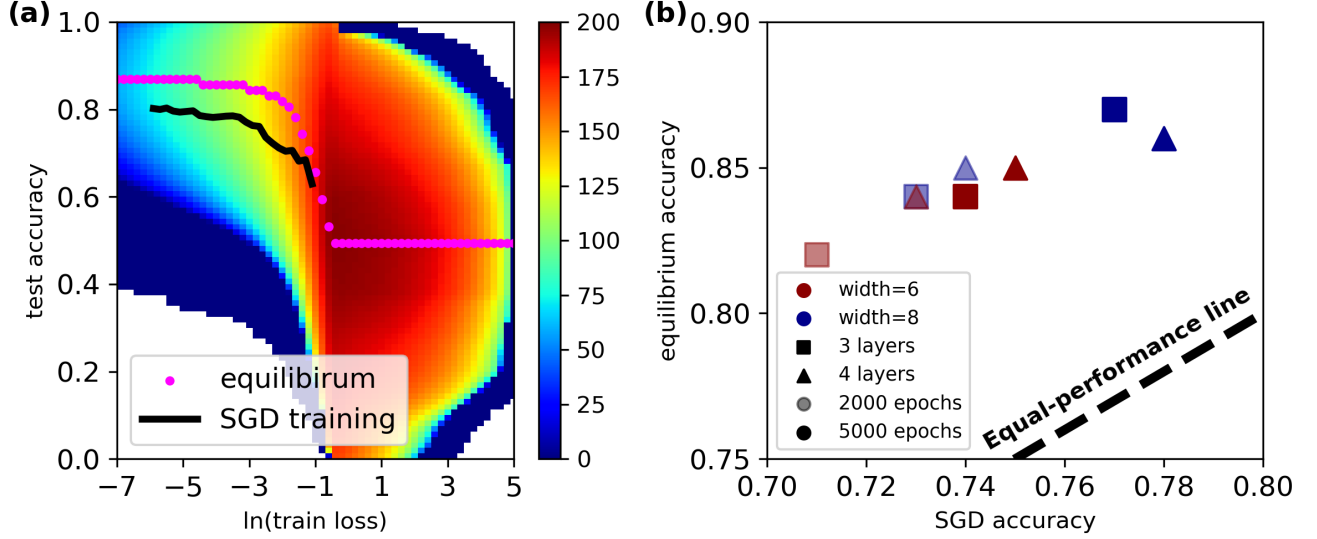 (a)
1.0
0.8
0.6
0.4
0.2
0.0
test accuracy
equilibirum
SGD training
−7 −5 −3 −1 1 3 5
ln(train loss)
200
175
150
125
100
75
50
25
0
(b)
0.90
0.85
0.80
0.75
equilibrium accuracy
width=6
width=8
3 layers
4 layers
2000 epochs
5000 epochs
Equal-performance line
0.70 0.72 0.74 0.76 0.78 0.80
SGD accuracy